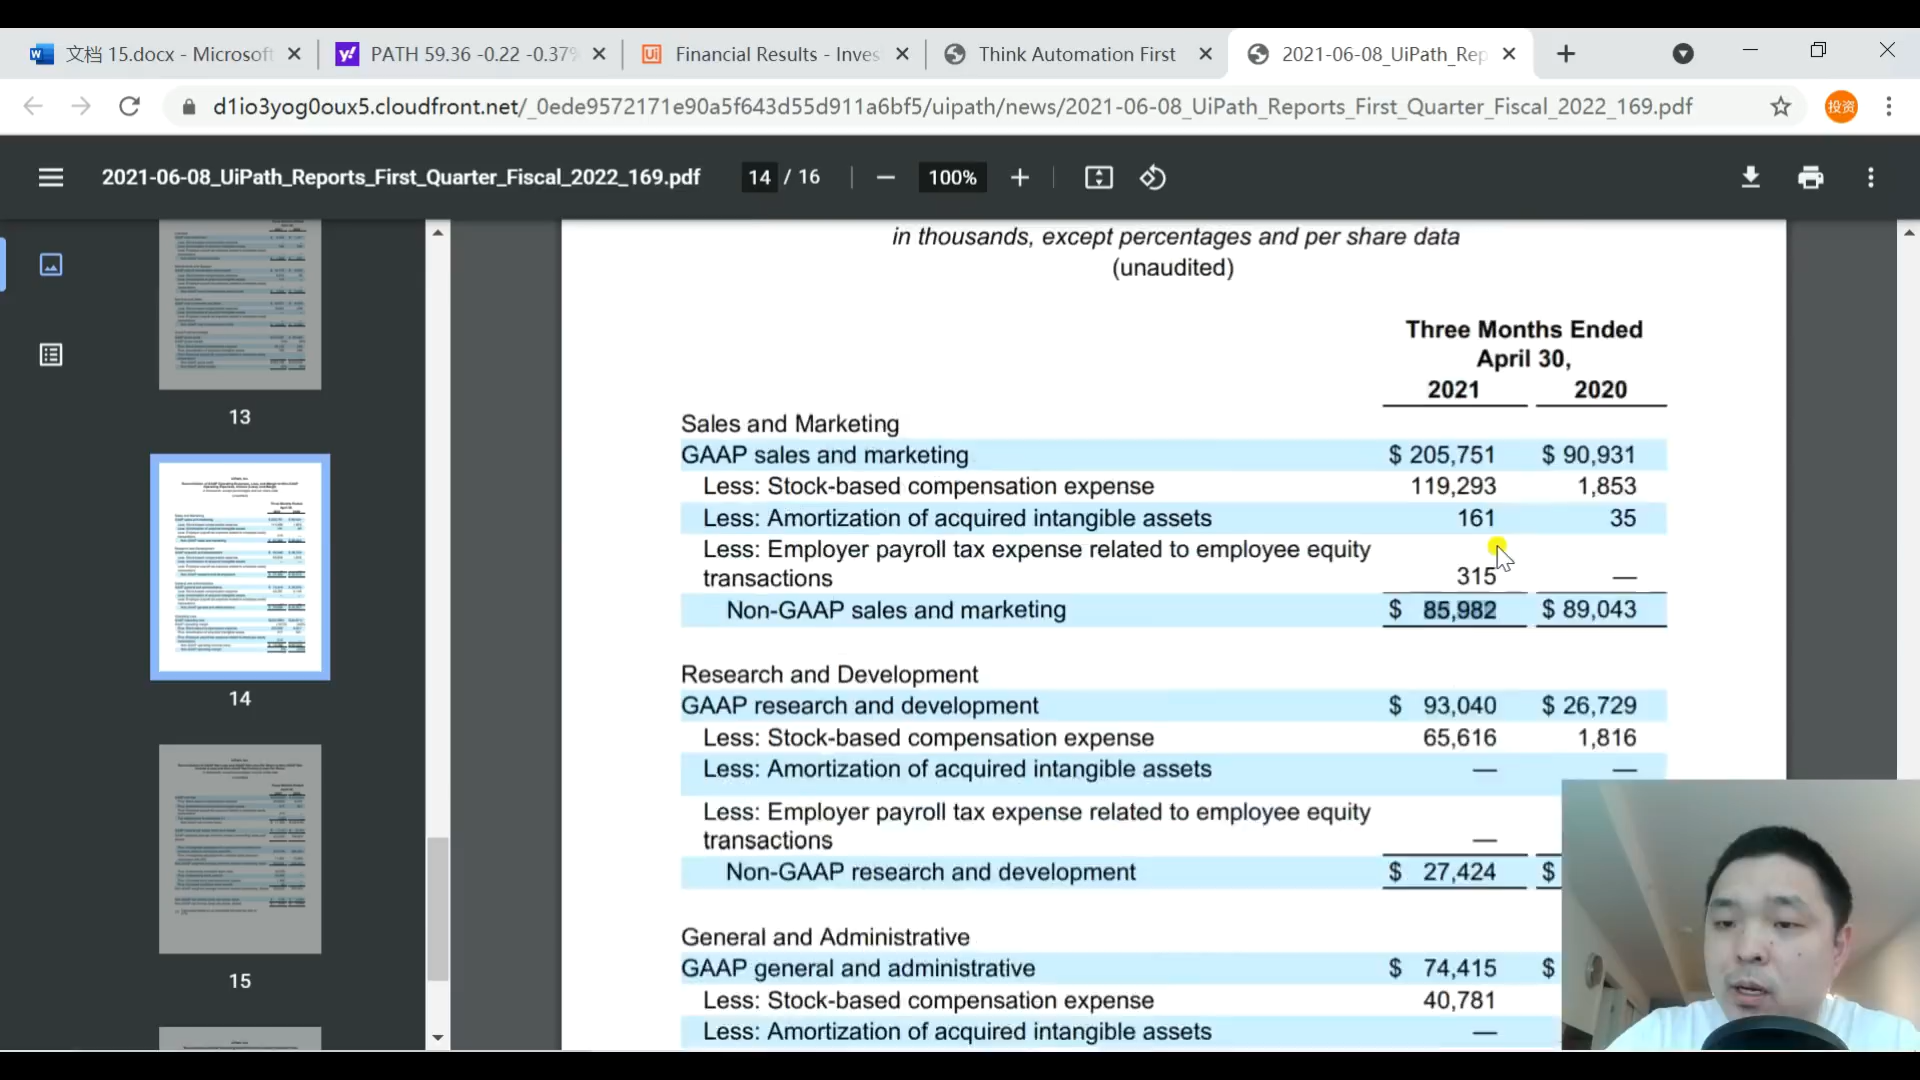 文档 15.docx - Microsoft
PATH 59.36 -0.22 -0.37%
Financial Results - Inves
Think Automation First
2021-06-08_UiPath_Rep
d1io3yog0oux5.cloudfront.net/_0ede9572171e90a5f643d55d911a6bf5/uipath/news/2021-06-08_UiPath_Reports_First_Quarter_Fiscal_2022_169.pdf
投资
2021-06-08_UiPath_Reports_First_Quarter_Fiscal_2022_169.pdf
14 / 16
100%
13
14
15
in thousands, except percentages and per share data
(unaudited)
Three Months Ended
April 30,
2021 2020
Sales and Marketing
GAAP sales and marketing $ 205,751 $ 90,931
Less: Stock-based compensation expense 119,293 1,853
Less: Amortization of acquired intangible assets 161 35
Less: Employer payroll tax expense related to employee equity
transactions 315 —
Non-GAAP sales and marketing $ 85,982 $ 89,043
Research and Development
GAAP research and development $ 93,040 $ 26,729
Less: Stock-based compensation expense 65,616 1,816
Less: Amortization of acquired intangible assets — —
Less: Employer payroll tax expense related to employee equity
transactions —
Non-GAAP research and development $ 27,424 $
General and Administrative
GAAP general and administrative $ 74,415 $
Less: Stock-based compensation expense 40,781
Less: Amortization of acquired intangible assets —